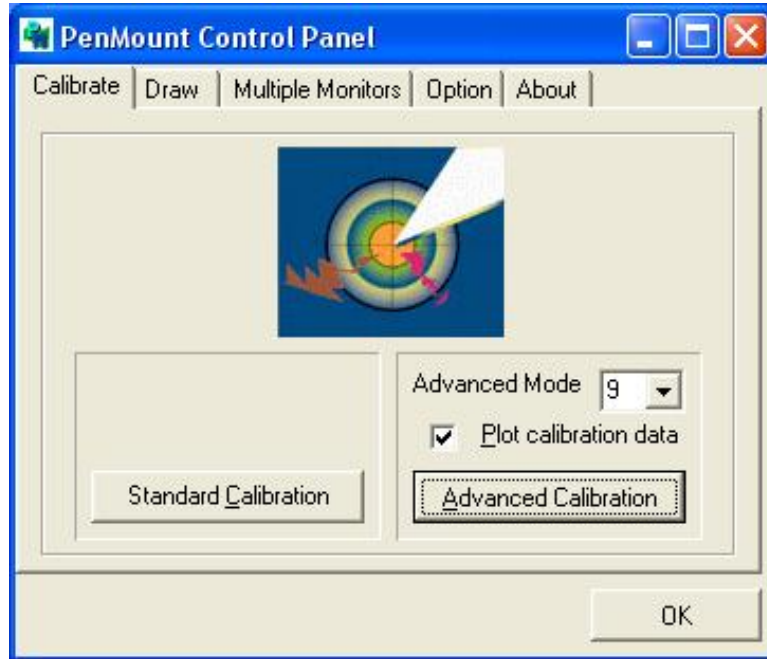 PenMount Control Panel
Calibrate Draw Multiple Monitors Option About
Advanced Mode 9
Plot calibration data
Standard Calibration Advanced Calibration
OK